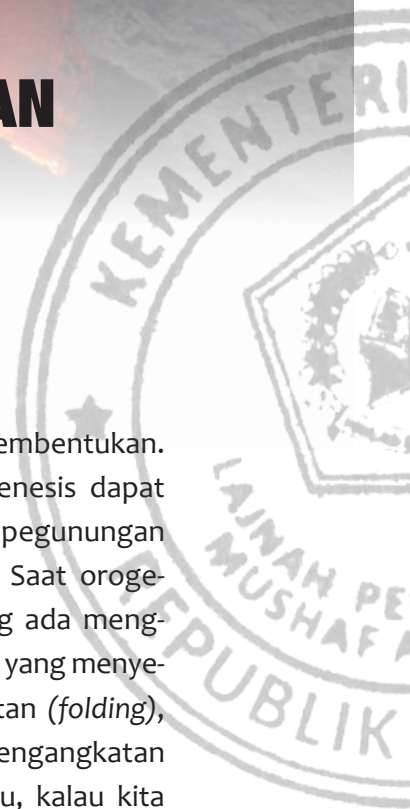 AN
KEMENTERI
embentukan.
enesis dapat
pegunungan
Saat oroge-
g ada meng-
yang menye-
tan (folding),
engangkatan
u, kalau kita
LAJNAH PE
MUSHAF A
REPUBLIK